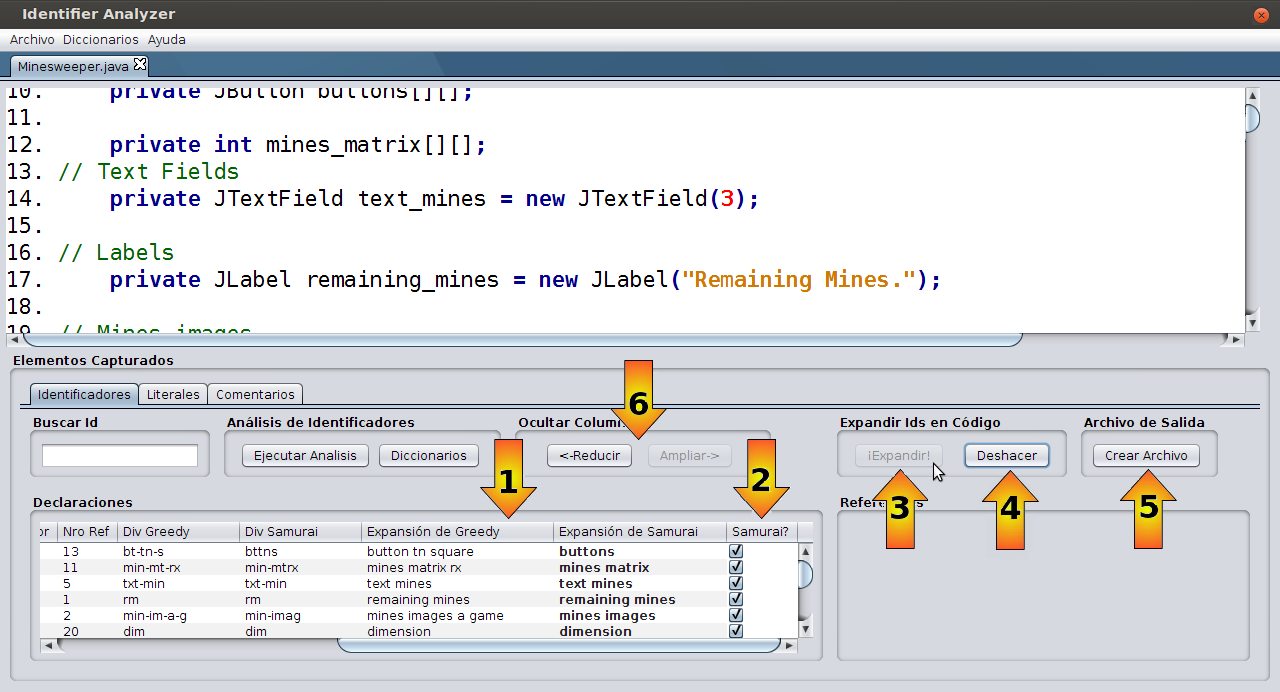 Identifier Analyzer
Archivo Diccionarios Ayuda
Minesweeper.java
10. private JButton buttons[][];
11.
12. private int mines_matrix[][];
13. // Text Fields
14. private JTextField text_mines = new JTextField(3);
15.
16. // Labels
17. private JLabel remaining_mines = new JLabel("Remaining Mines.");
18.
19. // Mines images
Elementos Capturados
Identificadores Literales Comentarios
Buscar Id Análisis de Identificadores Ocultar Expandir Ids en Código Archivo de Salida
Ejecutar Analisis Diccionarios <-Reducir Ampliar-> ¡Expandir! Deshacer Crear Archivo
6
1 2 3 4 5
Declaraciones
or Nro Ref Div Greedy Div Samurai Expansión de Greedy Expansión de Samurai Samurai?
13 bt-tn-s bttns button tn square buttons
11 min-mt-rx min-mtrx mines matrix rx mines matrix
5 txt-min txt-min text mines text mines
1 rm rm remaining mines remaining mines
2 min-im-a-g min-imag mines images a game mines images
20 dim dim dimension dimension